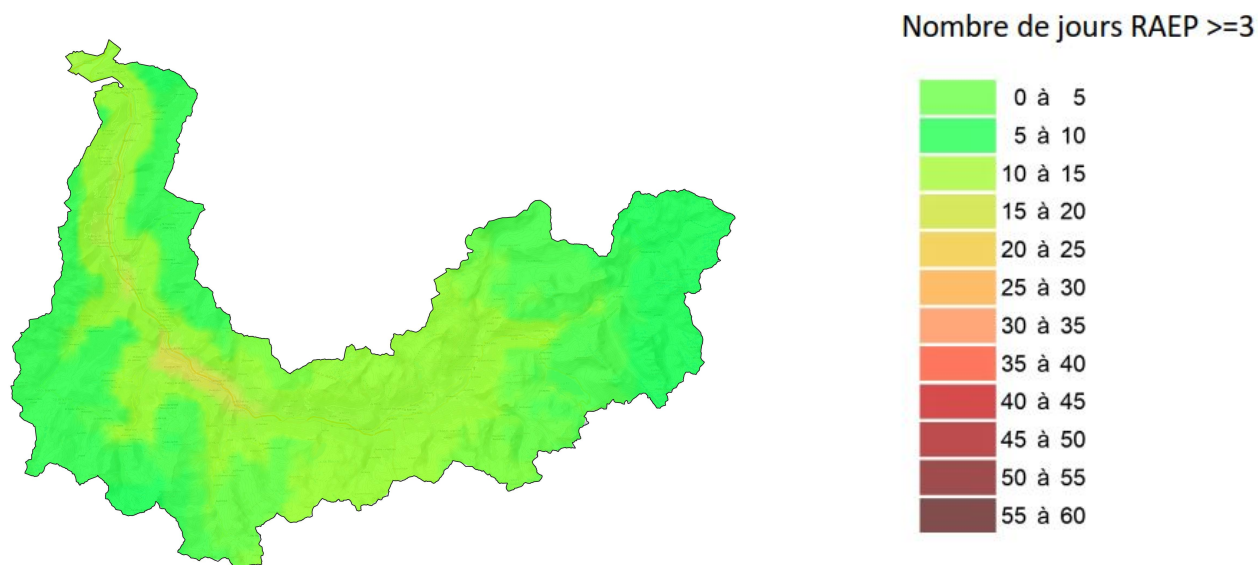 Nombre de jours RAEP >=3
0 à 5
5 à 10
10 à 15
15 à 20
20 à 25
25 à 30
30 à 35
35 à 40
40 à 45
45 à 50
50 à 55
55 à 60